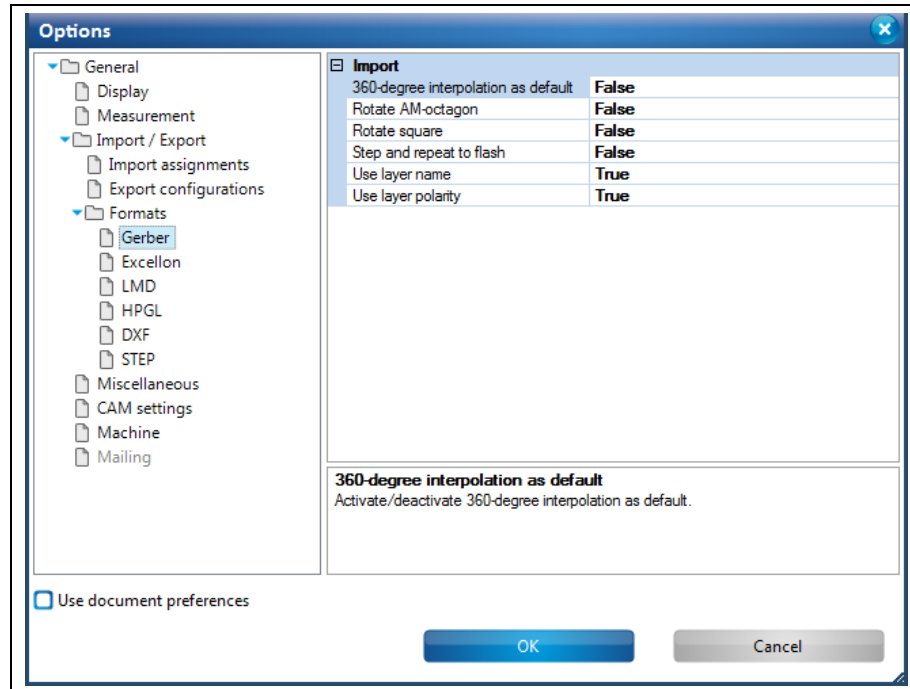 Options
General
Display
Measurement
Import / Export
Import assignments
Export configurations
Formats
Gerber
Excellon
LMD
HPGL
DXF
STEP
Miscellaneous
CAM settings
Machine
Mailing
Import
360-degree interpolation as default False
Rotate AM-octagon False
Rotate square False
Step and repeat to flash False
Use layer name True
Use layer polarity True
360-degree interpolation as default
Activate/deactivate 360-degree interpolation as default.
Use document preferences
OK
Cancel